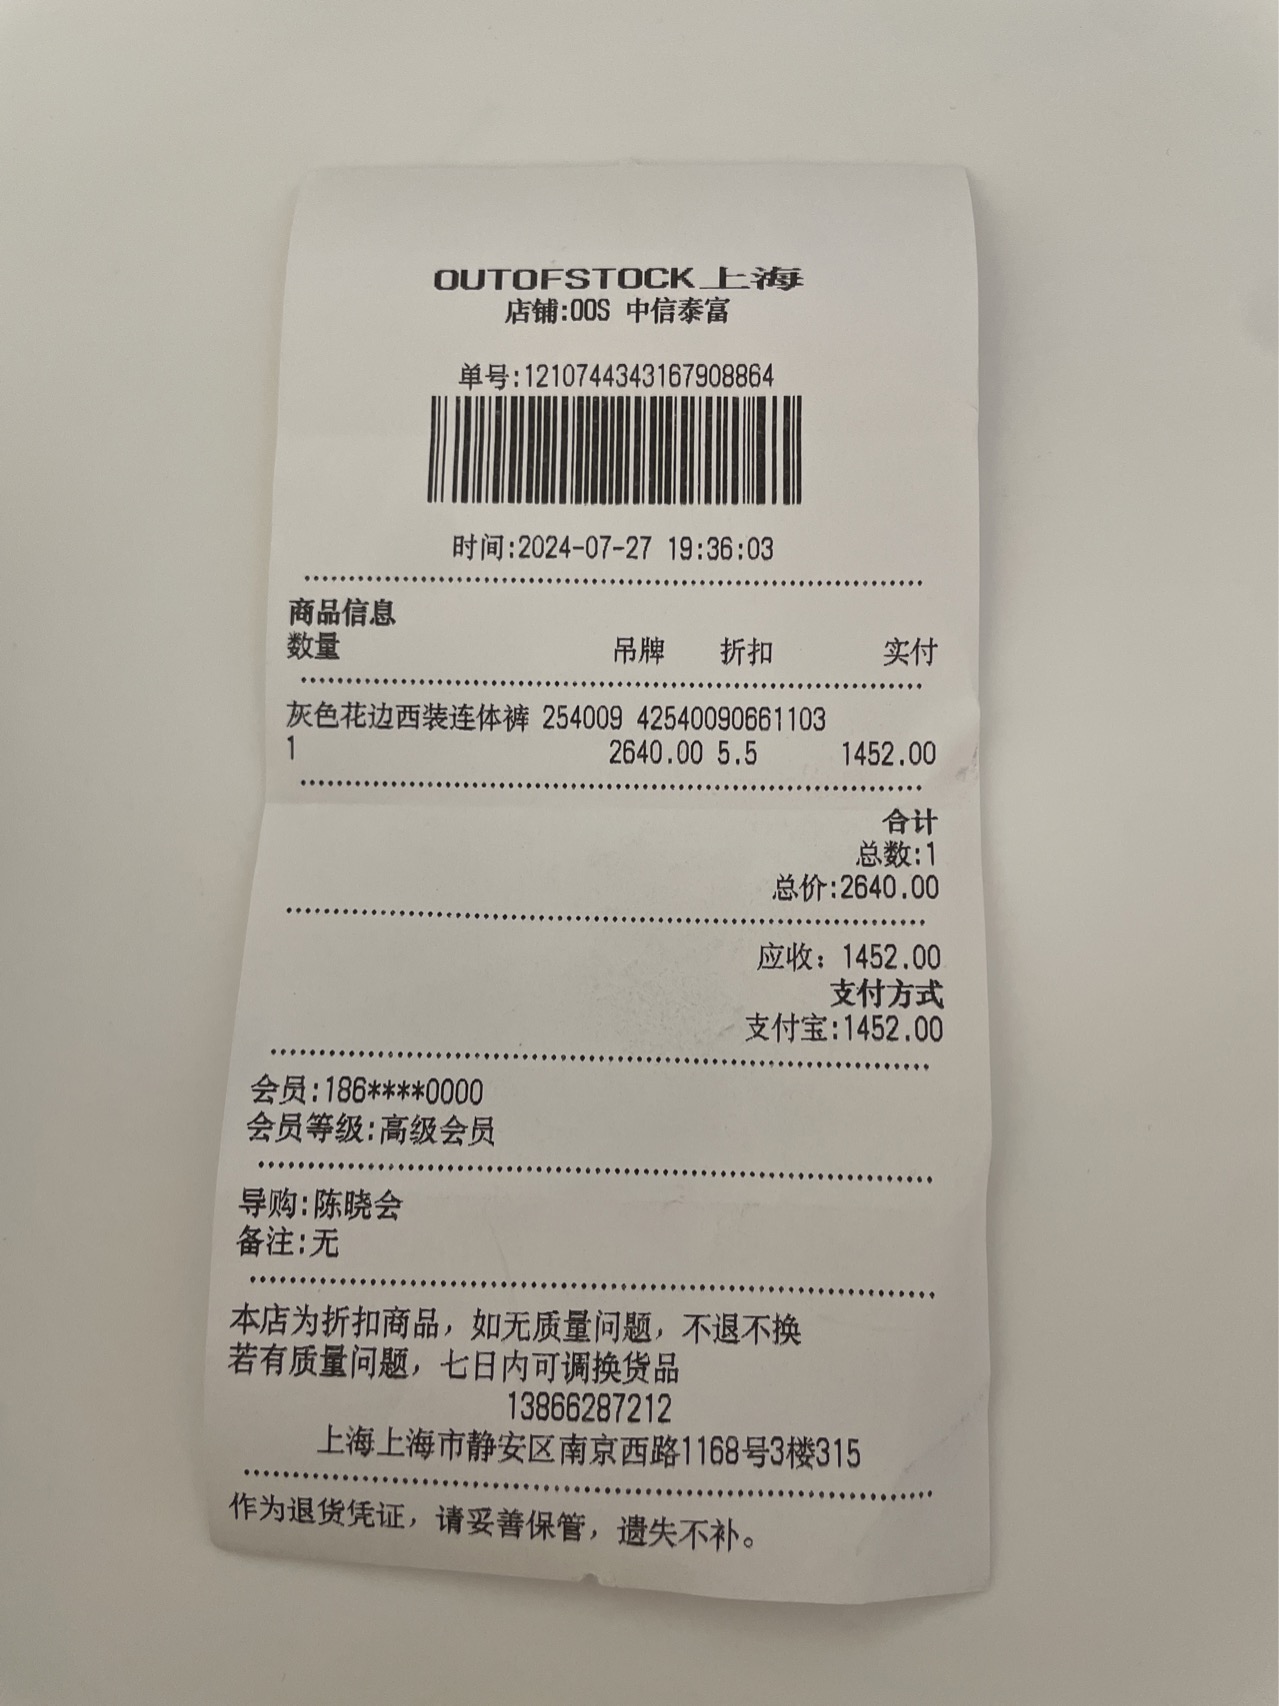 OUTOFSTOCK上海
店铺:OOS 中信泰富
单号:1210744343167908864
时间:2024-07-27 19:36:03
商品信息
数量 吊牌 折扣 实付
灰色花边西装连体裤 254009 42540090661103
1 2640.00 5.5 1452.00
合计
总数:1
总价:2640.00
应收：1452.00
支付方式
支付宝:1452.00
会员:186****0000
会员等级:高级会员
导购:陈晓会
备注:无
本店为折扣商品，如无质量问题，不退不换
若有质量问题，七日内可调换货品
13866287212
上海上海市静安区南京西路1168号3楼315
作为退货凭证，请妥善保管，遗失不补。